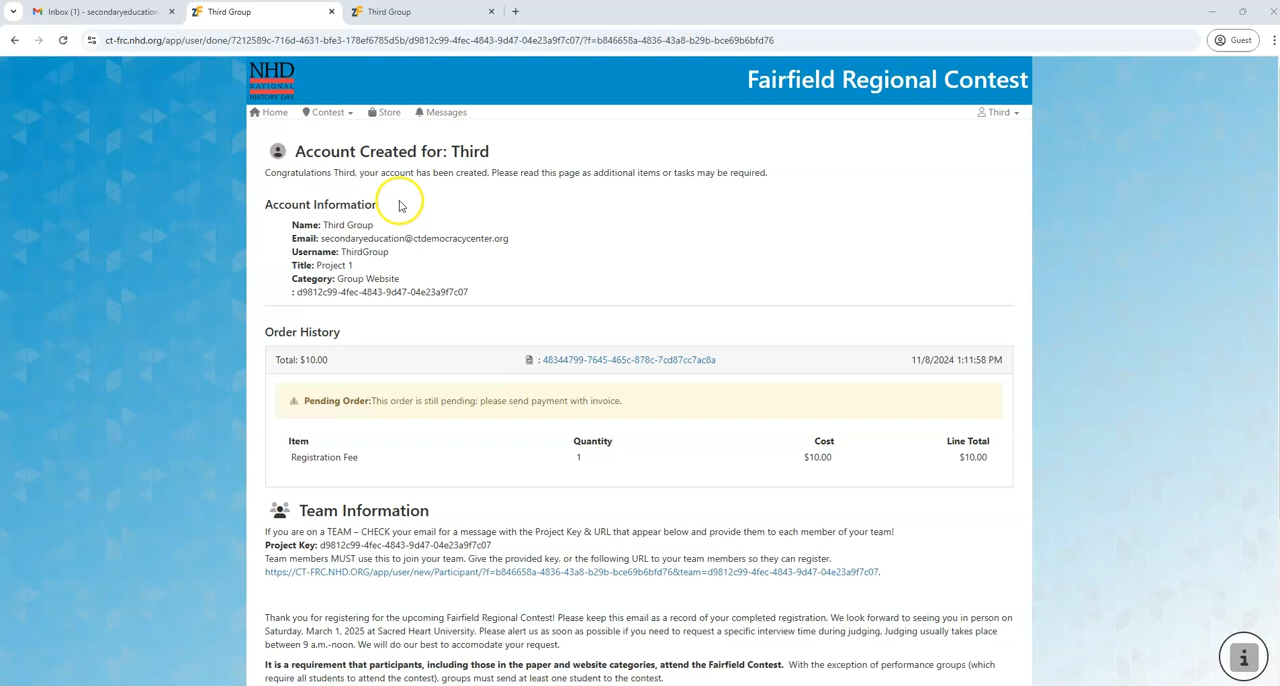 Inbox (1) - secondaryeducation
Third Group
Third Group
ct-frc.nhd.org/app/user/done/7212589c-716d-4631-bfe3-178ef6785d5b/d9812c99-4fec-4843-9d47-04e23a9f7c07/?f=b846658a-4836-43a8-b29b-bce69b6bfd76
Guest
NHD
NATIONAL
HISTORY DAY
Fairfield Regional Contest
Home Contest Store Messages Third
Account Created for: Third
Congratulations Third, your account has been created. Please read this page as additional items or tasks may be required.
Account Information
Name: Third Group
Email: secondaryeducation@ctdemocracycenter.org
Username: ThirdGroup
Title: Project 1
Category: Group Website
: d9812c99-4fec-4843-9d47-04e23a9f7c07
Order History
Total: $10.00 : 48344799-7645-465c-878c-7cd87cc7ac8a 11/8/2024 1:11:58 PM
Pending Order:This order is still pending: please send payment with invoice.
Item Quantity Cost Line Total
Registration Fee 1 $10.00 $10.00
Team Information
If you are on a TEAM – CHECK your email for a message with the Project Key & URL that appear below and provide them to each member of your team!
Project Key: d9812c99-4fec-4843-9d47-04e23a9f7c07
Team members MUST use this to join your team. Give the provided key, or the following URL to your team members so they can register.
https://CT-FRC.NHD.ORG/app/user/new/Participant/?f=b846658a-4836-43a8-b29b-bce69b6bfd76&team=d9812c99-4fec-4843-9d47-04e23a9f7c07.
Thank you for registering for the upcoming Fairfield Regional Contest! Please keep this email as a record of your completed registration. We look forward to seeing you in person on
Saturday, March 1, 2025 at Sacred Heart University. Please alert us as soon as possible if you need to request a specific interview time during judging. Judging usually takes place
between 9 a.m.-noon. We will do our best to accomodate your request.
It is a requirement that participants, including those in the paper and website categories, attend the Fairfield Contest. With the exception of performance groups (which
require all students to attend the contest), groups must send at least one student to the contest.